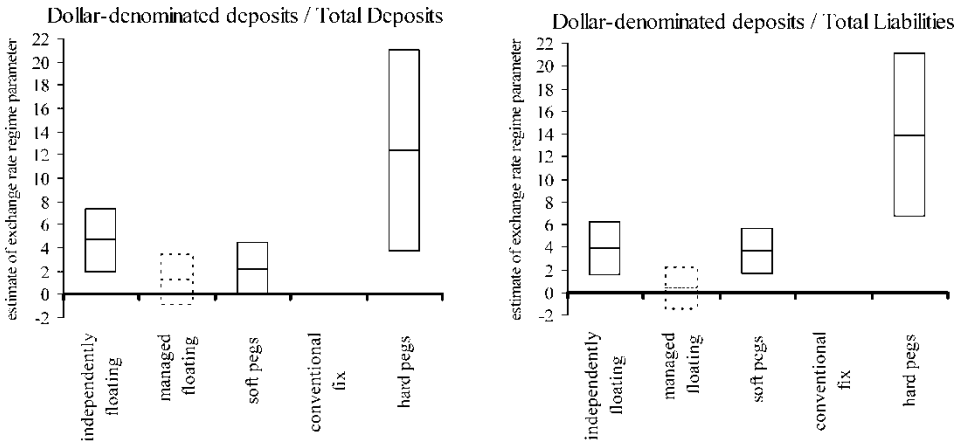 Dollar-denominated deposits / Total Deposits
estimate of exchange rate regime parameter
22
20
18
16
14
12
10
8
6
4
2
0
-2
independently
floating
managed
floating
soft pegs
conventional
fix
hard pegs
Dollar-denominated deposits / Total Liabilities
estimate of exchange rate regime parameter
22
20
18
16
14
12
10
8
6
4
2
0
-2
independently
floating
managed
floating
soft pegs
conventional
fix
hard pegs